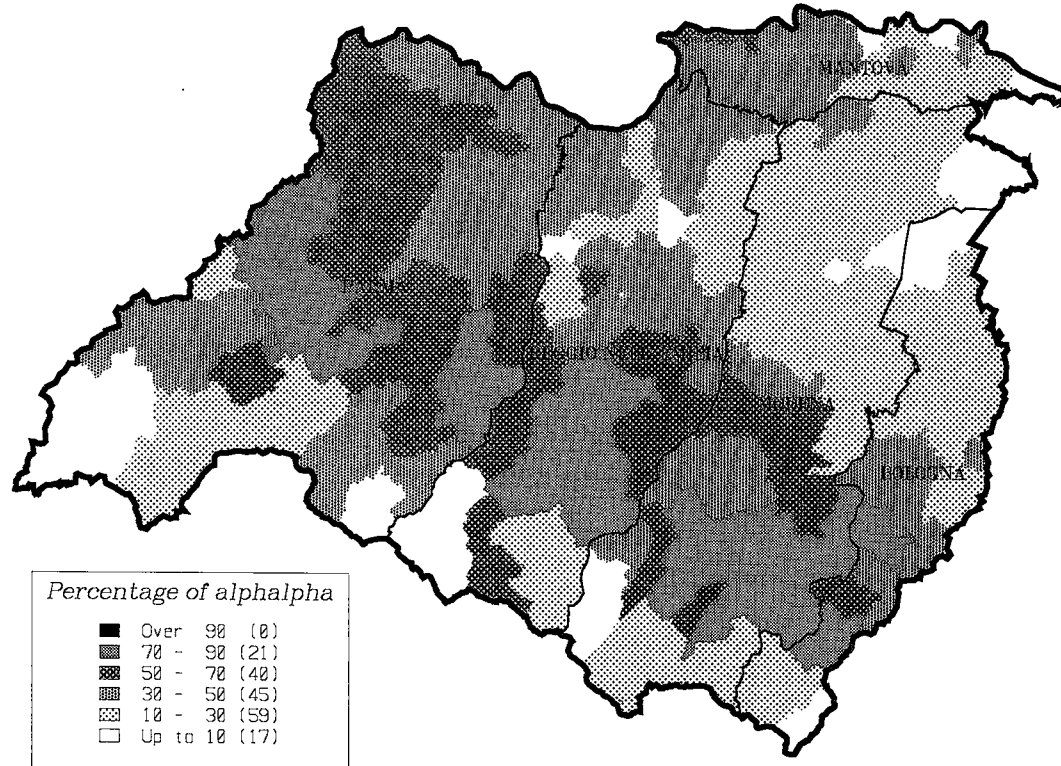 MANTOVA
PARMA
REGGIO NELL'EMILIA
MODENA
BOLOGNA
Percentage of alphalpha
Over 90 (0)
70 - 90 (21)
50 - 70 (40)
30 - 50 (45)
10 - 30 (59)
Up to 10 (17)